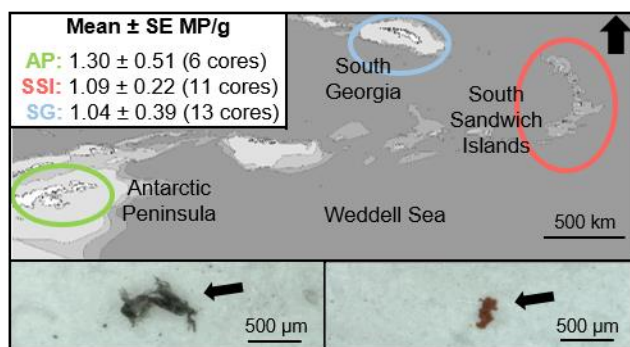 Mean ± SE MP/g
AP: 1.30 ± 0.51 (6 cores)
SSI: 1.09 ± 0.22 (11 cores)
SG: 1.04 ± 0.39 (13 cores)
South
Georgia
South
Sandwich
Islands
Antarctic
Peninsula
Weddell Sea
500 km
500 µm
500 µm